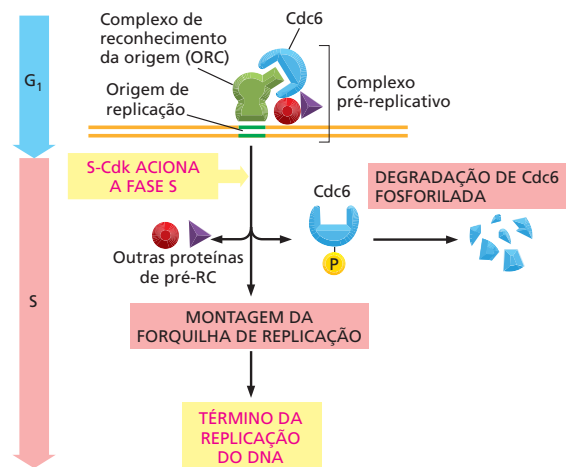 Complexo de
reconhecimento
da origem (ORC)
Cdc6
G1
Origem de
replicação
Complexo
pré-replicativo
S-Cdk ACIONA
A FASE S
Cdc6
DEGRADAÇÃO DE Cdc6
FOSFORILADA
P
Outras proteínas
de pré-RC
S
MONTAGEM DA
FORQUILHA DE REPLICAÇÃO
TÉRMINO DA
REPLICAÇÃO
DO DNA